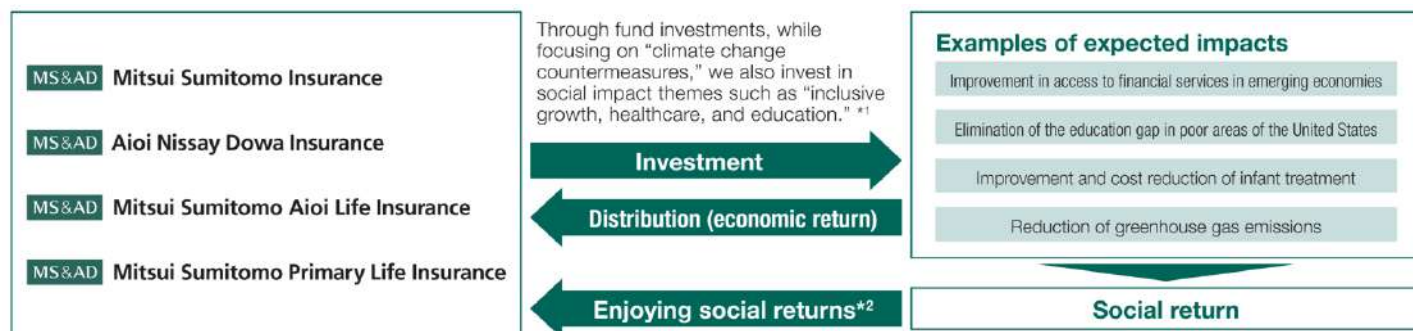 MS&AD Mitsui Sumitomo Insurance
MS&AD Aioi Nissay Dowa Insurance
MS&AD Mitsui Sumitomo Aioi Life Insurance
MS&AD Mitsui Sumitomo Primary Life Insurance
Through fund investments, while
focusing on “climate change
countermeasures,” we also invest in
social impact themes such as “inclusive
growth, healthcare, and education.” *1
Investment
Distribution (economic return)
Enjoying social returns*2
Examples of expected impacts
Improvement in access to financial services in emerging economies
Elimination of the education gap in poor areas of the United States
Improvement and cost reduction of infant treatment
Reduction of greenhouse gas emissions
Social return